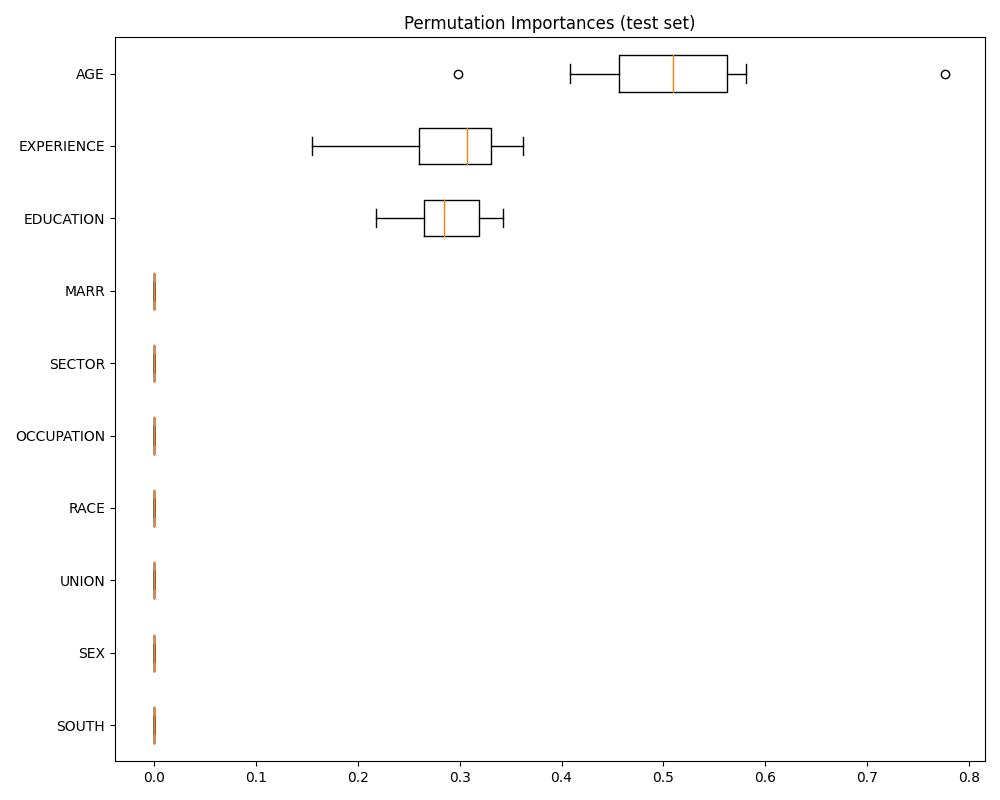 Permutation Importances (test set)
AGE
EXPERIENCE
EDUCATION
MARR
SECTOR
OCCUPATION
RACE
UNION
SEX
SOUTH
0.0 0.1 0.2 0.3 0.4 0.5 0.6 0.7 0.8